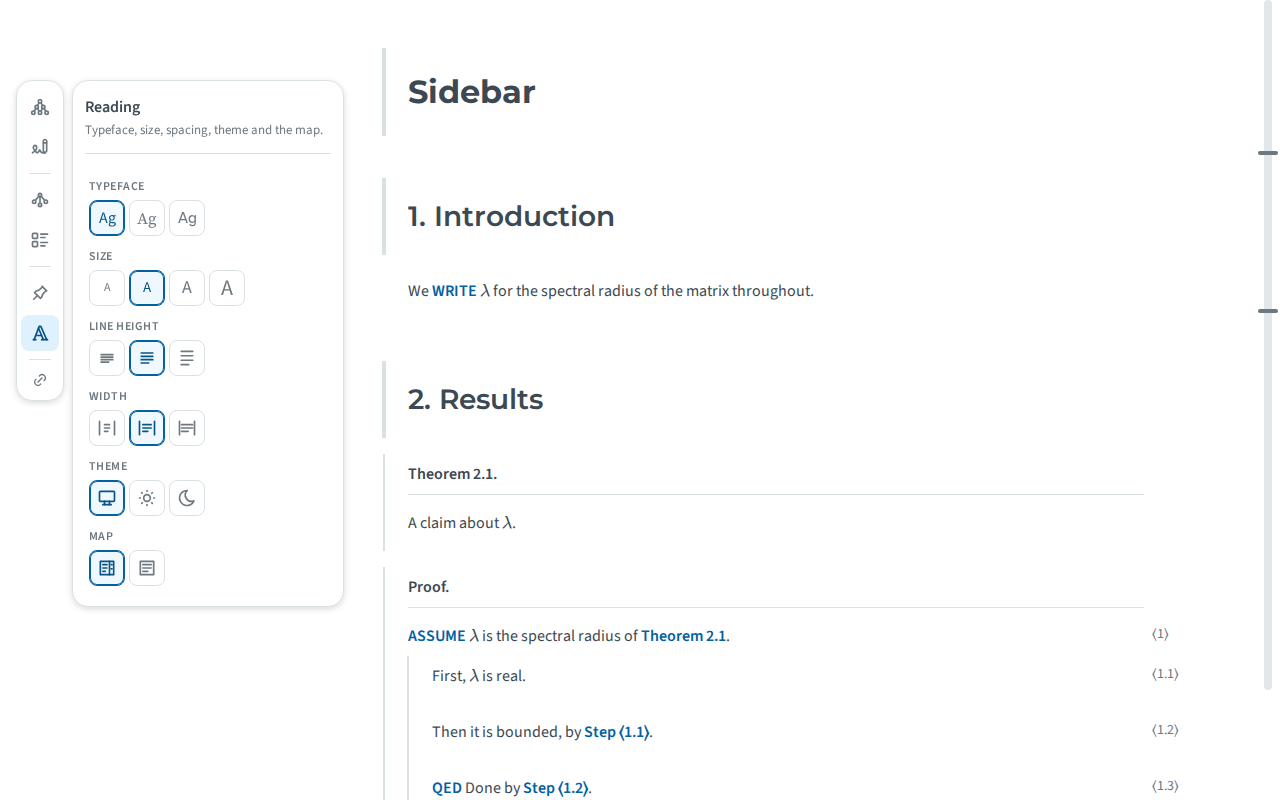 Reading
Typeface, size, spacing, theme and the map.
TYPEFACE
Ag Ag Ag
SIZE
A A A A
LINE HEIGHT
WIDTH
THEME
MAP
Sidebar
1. Introduction
We WRITE λ for the spectral radius of the matrix throughout.
2. Results
Theorem 2.1.
A claim about λ.
Proof.
ASSUME λ is the spectral radius of Theorem 2.1. ⟨1⟩
First, λ is real. ⟨1.1⟩
Then it is bounded, by Step ⟨1.1⟩. ⟨1.2⟩
QED Done by Step ⟨1.2⟩. ⟨1.3⟩